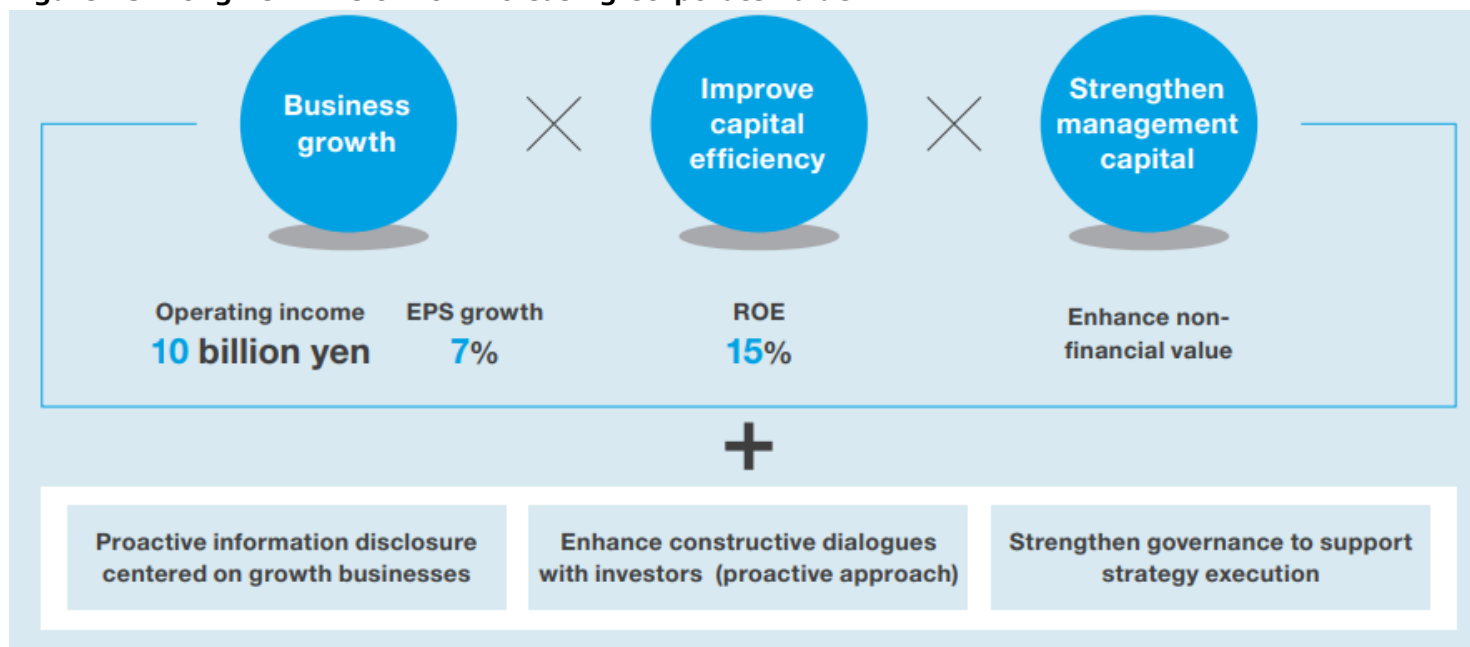 Business
growth
Improve
capital
efficiency
Strengthen
management
capital
Operating income
10 billion yen
EPS growth
7%
ROE
15%
Enhance non-
financial value
+
Proactive information disclosure
centered on growth businesses
Enhance constructive dialogues
with investors (proactive approach)
Strengthen governance to support
strategy execution